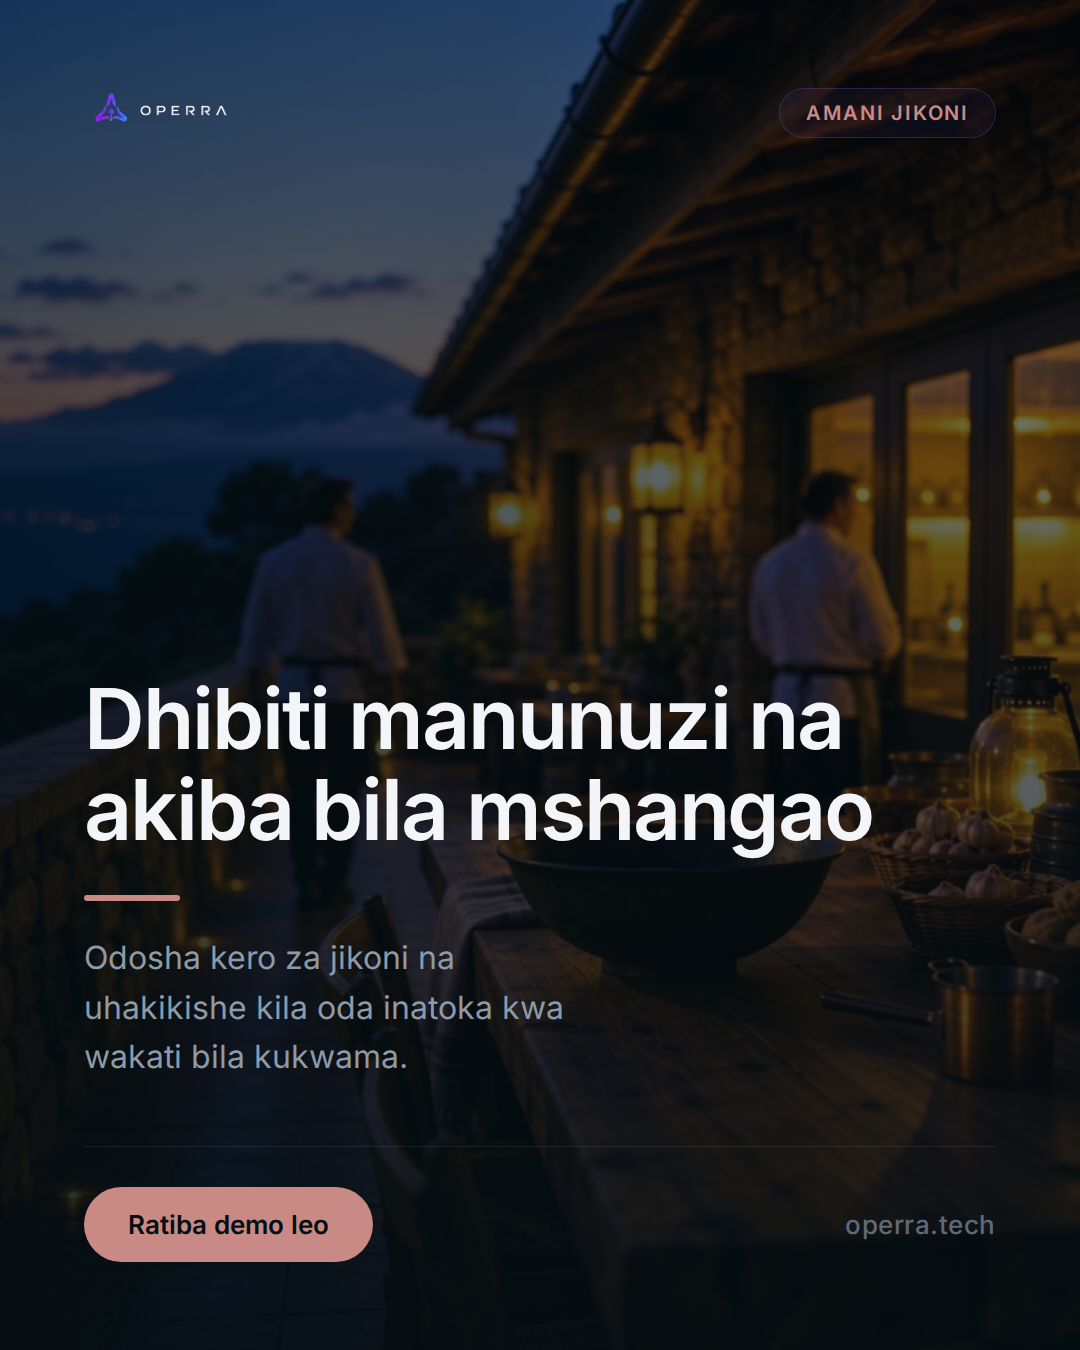 OPERRA
AMANI JIKONI
Dhibiti manunuzi na
akiba bila mshangao
Odosha kero za jikoni na
uhakikishe kila oda inatoka kwa
wakati bila kukwama.
Ratiba demo leo
operra.tech